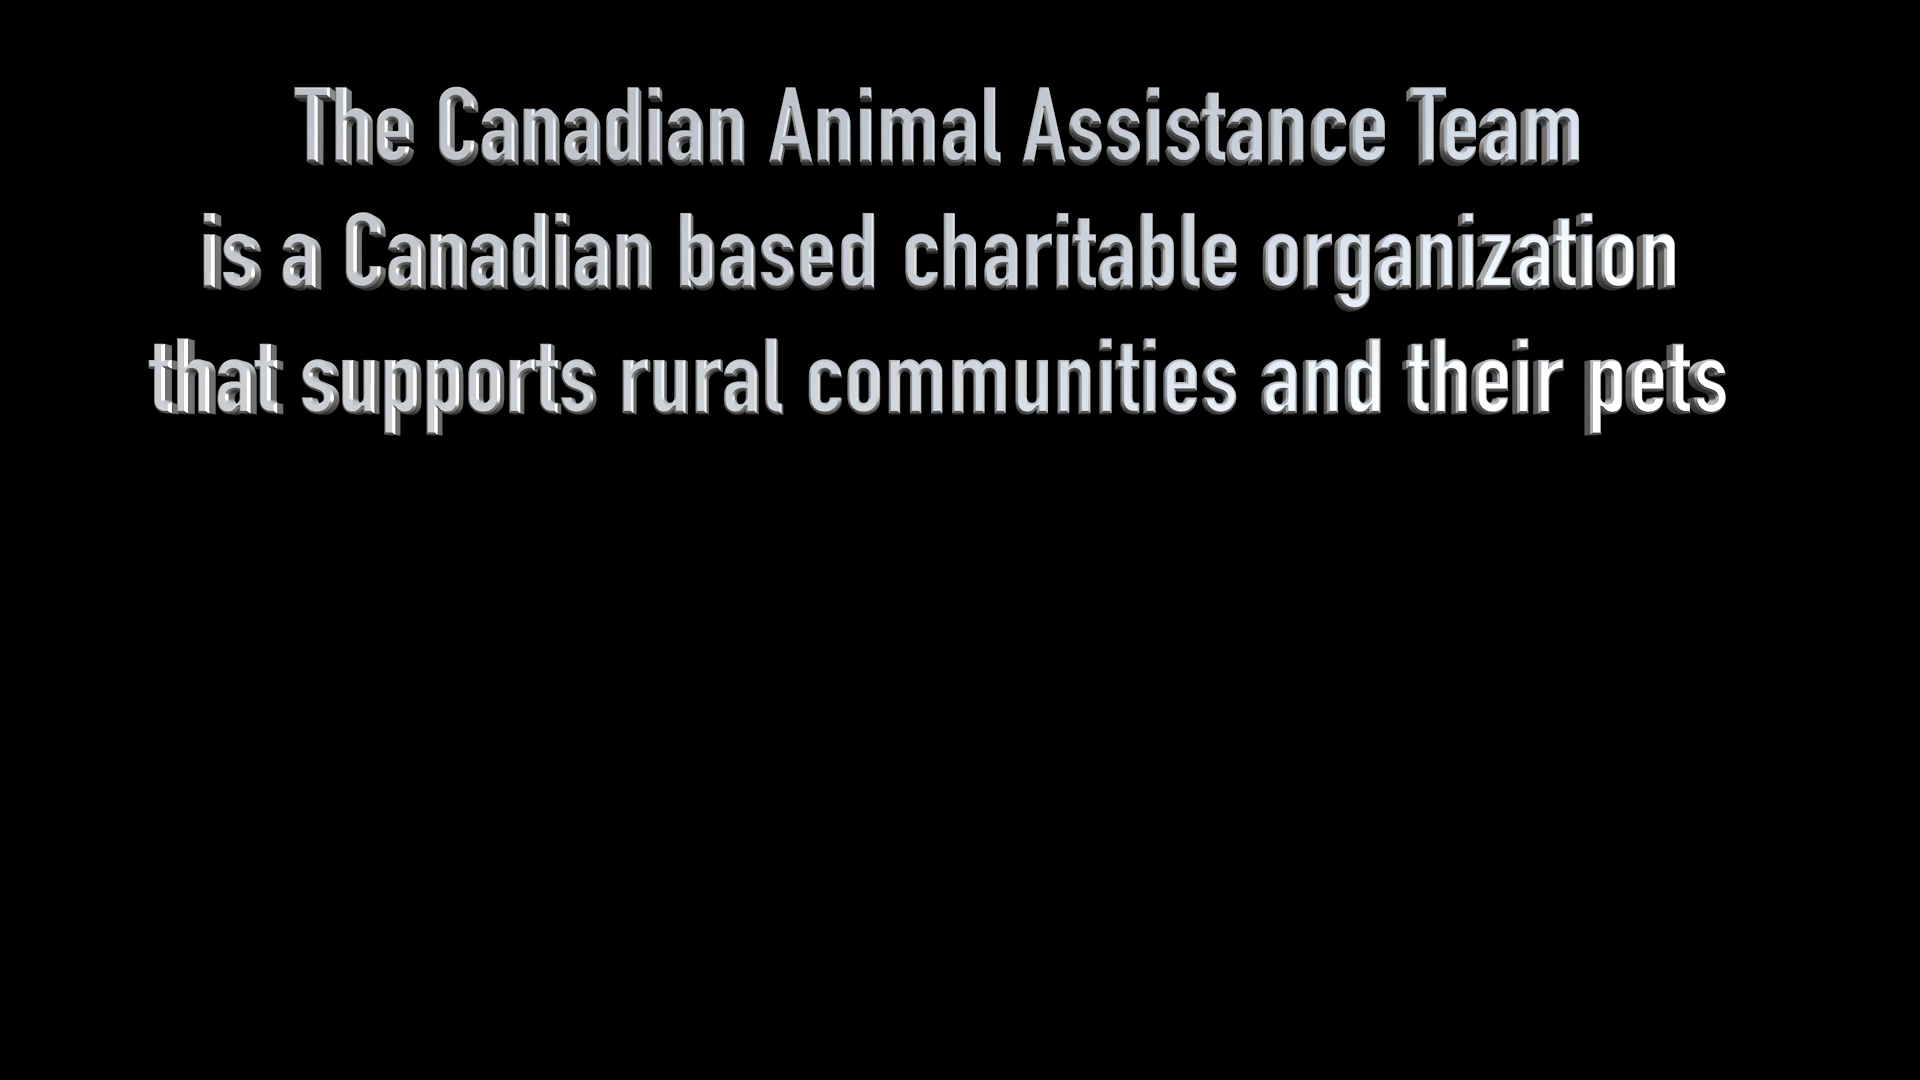 The Canadian Animal Assistance Team
is a Canadian based charitable organization
that supports rural communities and their pets